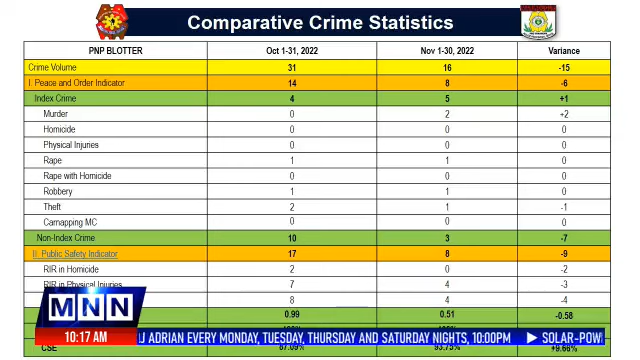 Comparative Crime Statistics
PNP BLOTTER Oct 1-31, 2022 Nov 1-30, 2022 Variance
Crime Volume 31 16 -15
I. Peace and Order Indicator 14 8 -6
Index Crime 4 5 +1
Murder 0 2 +2
Homicide 0 0 0
Physical Injuries 0 0 0
Rape 1 1 0
Rape with Homicide 0 0 0
Robbery 1 1 0
Theft 2 1 -1
Carnapping MC 0 0 0
Non-Index Crime 10 3 -7
II. Public Safety Indicator 17 8 -9
RIR in Homicide 2 0 -2
RIR in Physical Injuries 7 4 -3
8 4 -4
0.99 0.51 -0.58
MNN
10:17 AM
ADRIAN EVERY MONDAY, TUESDAY, THURSDAY AND SATURDAY NIGHTS, 10:00PM ▶ SOLAR-POW
CSE 87.09% 93.75% +9.66%